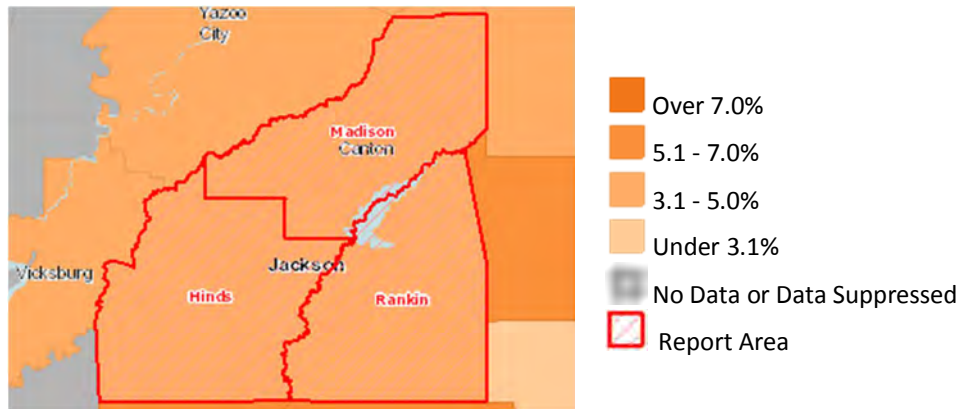 Yazoo
City
Madison
Canton
Vicksburg
Jackson
Hinds
Rankin
Over 7.0%
5.1 - 7.0%
3.1 - 5.0%
Under 3.1%
No Data or Data Suppressed
Report Area